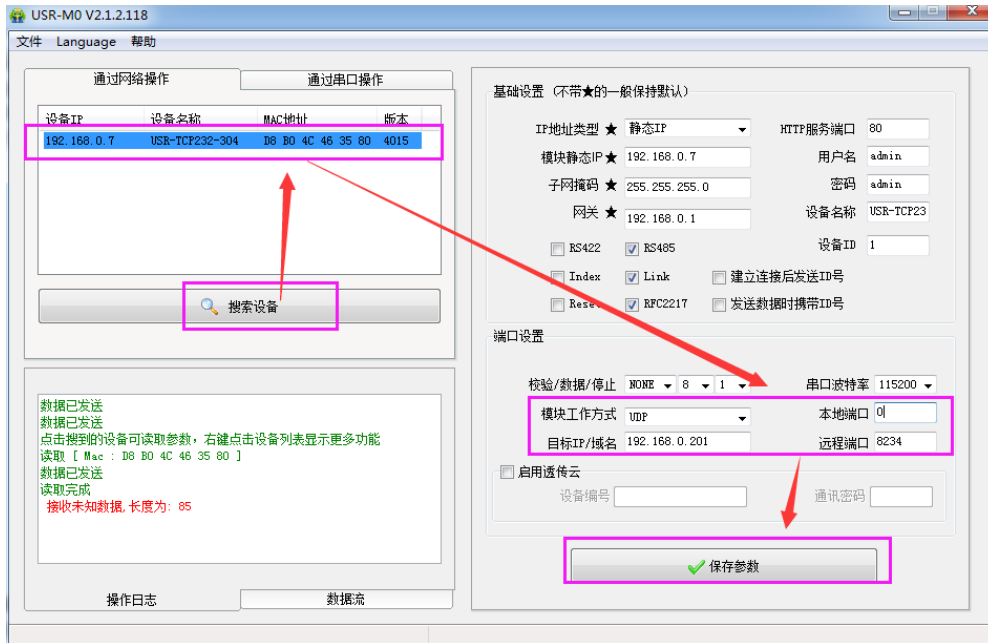 USR-M0 V2.1.2.118
文件 Language 帮助
通过网络操作 通过串口操作
设备IP 设备名称 MAC地址 版本
192.168.0.7 USR-TCP232-304 D8 B0 4C 46 35 80 4015
搜索设备
数据已发送
数据已发送
点击搜到的设备可读取参数，右键点击设备列表显示更多功能
读取 [ Mac : D8 B0 4C 46 35 80 ]
数据已发送
读取完成
接收未知数据,长度为: 85
操作日志 数据流
基础设置 (不带★的一般保持默认)
IP地址类型 ★ 静态IP HTTP服务端口 80
模块静态IP★ 192.168.0.7 用户名 admin
子网掩码 ★ 255.255.255.0 密码 admin
网关 ★ 192.168.0.1 设备名称 USR-TCP23
RS422 RS485 设备ID 1
Index Link 建立连接后发送ID号
Reset RFC2217 发送数据时携带ID号
端口设置
校验/数据/停止 NONE 8 1 串口波特率 115200
模块工作方式 UDP 本地端口 0
目标IP/域名 192.168.0.201 远程端口 8234
启用透传云
设备编号 通讯密码
保存参数